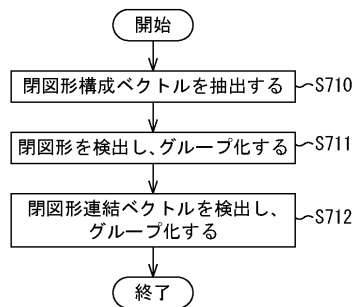 開始
閉図形構成ベクトルを抽出する
S710
閉図形を検出し、グループ化する
S711
閉図形連結ベクトルを検出し、
グループ化する
S712
終了